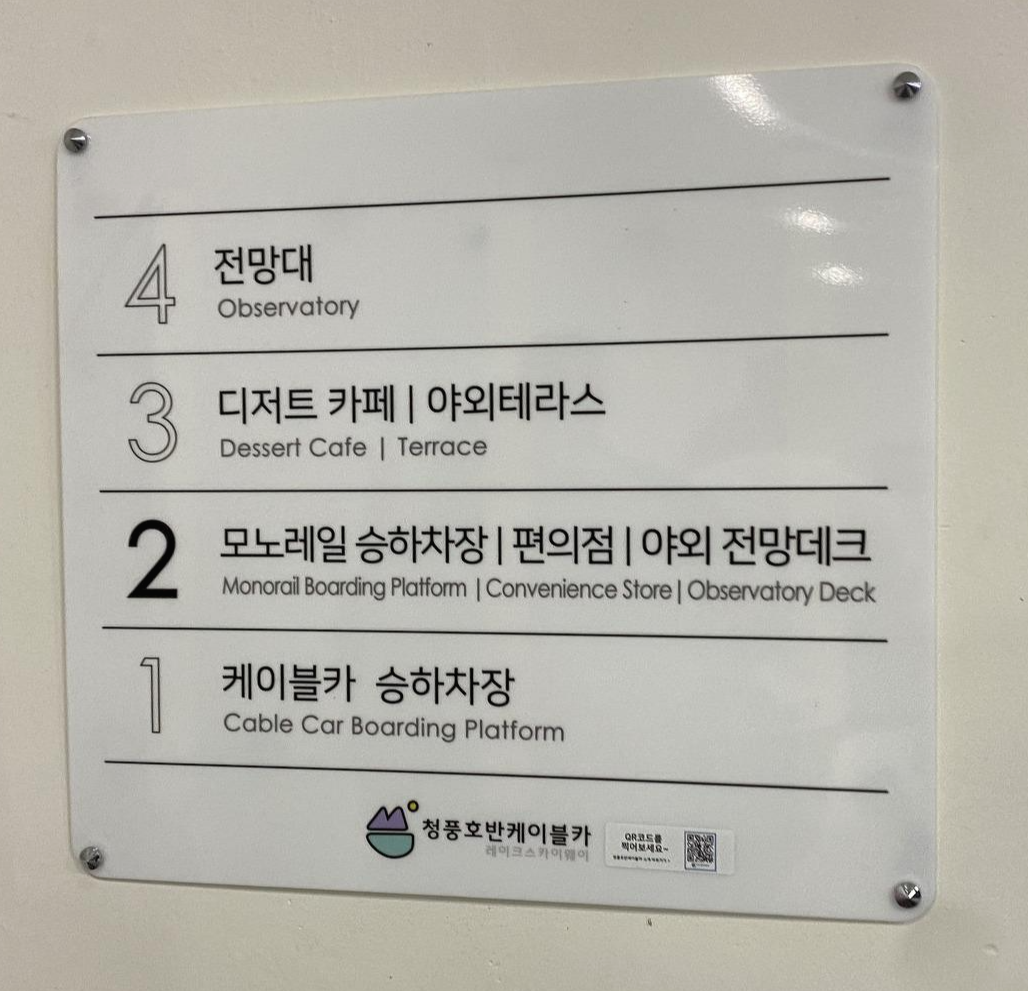 4 전망대
Observatory
3 디저트 카페 | 야외테라스
Dessert Cafe | Terrace
2 모노레일 승하차장 | 편의점 | 야외 전망데크
Monorail Boarding Platform | Convenience Store | Observatory Deck
1 케이블카 승하차장
Cable Car Boarding Platform
청풍호반케이블카
레이크스카이웨이
QR코드를
찍어보세요~